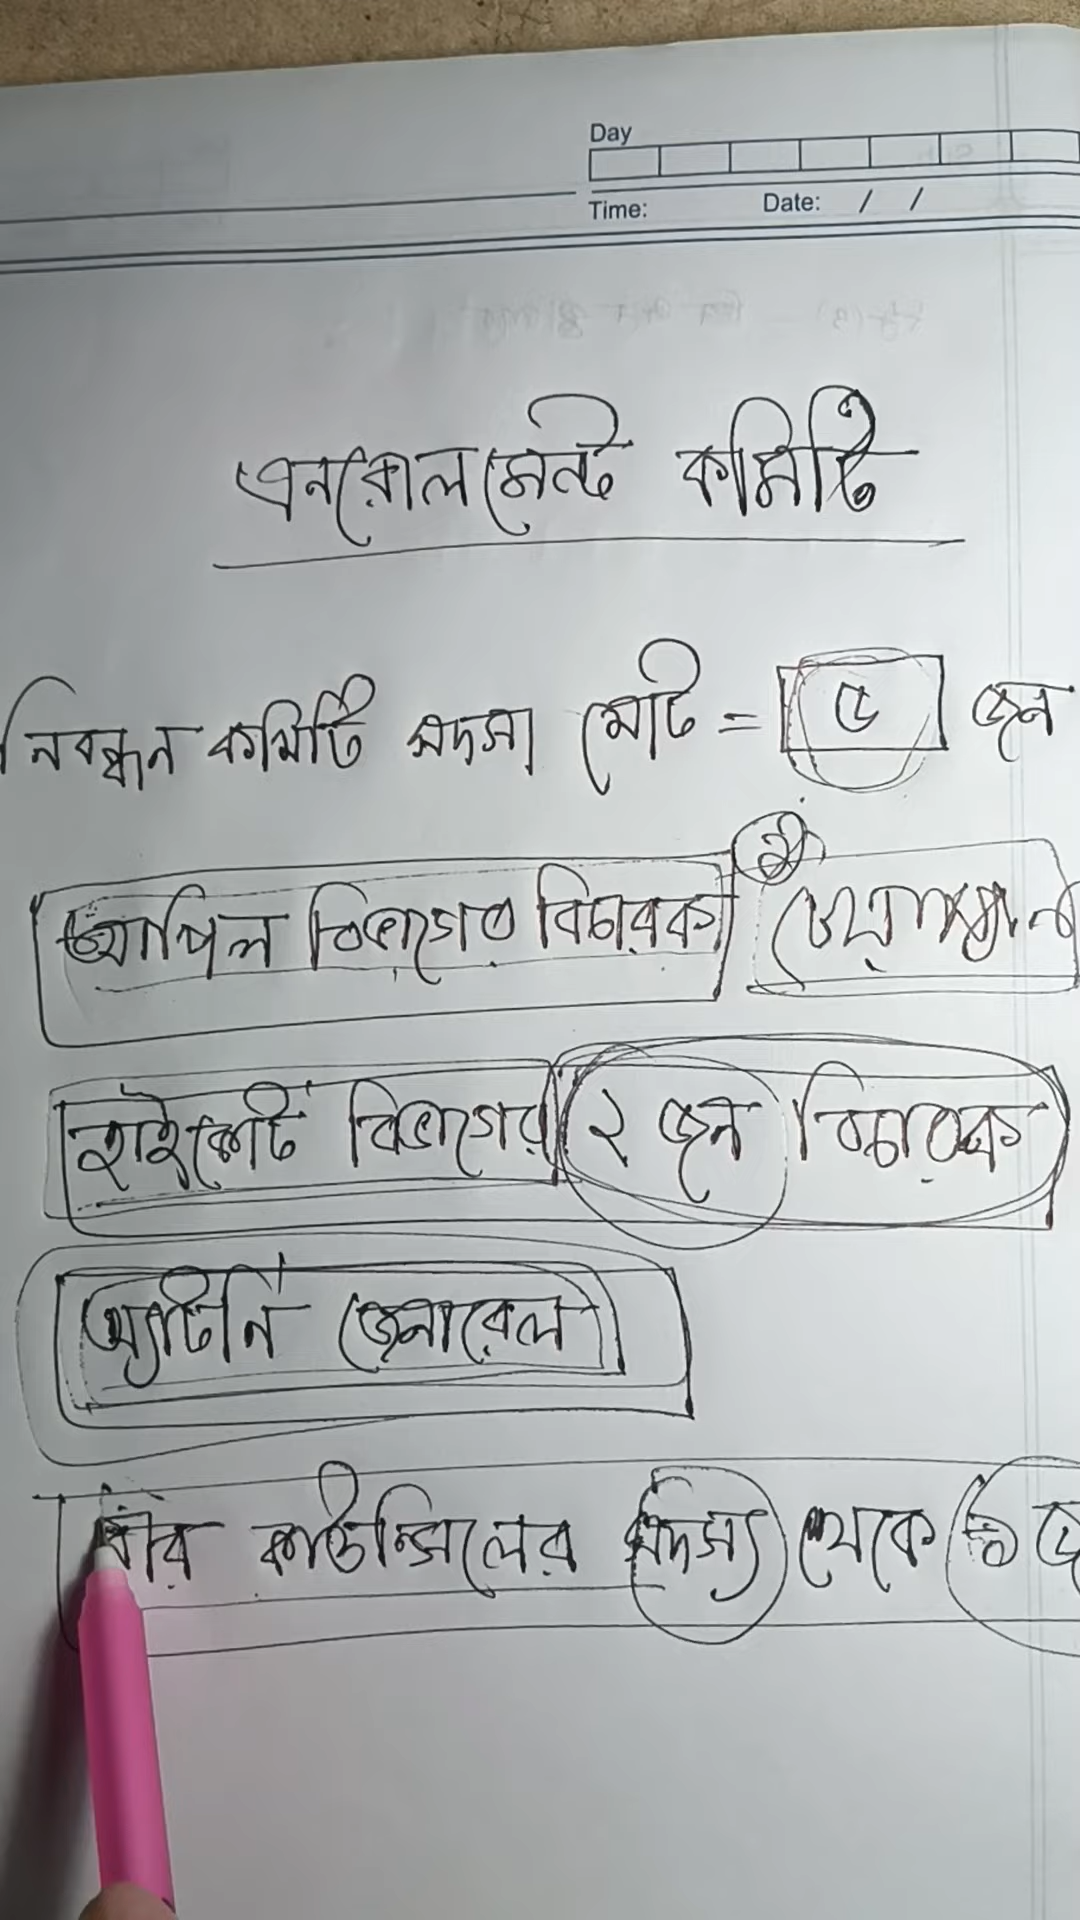 Day
Time: Date: / /
এনরোলমেন্ট কমিটি
নিবন্ধন কমিটি সদস্য মোট = ৫ জন
আপিল বিভাগের বিচারক চেয়ারম্যান
হাইকোর্ট বিভাগের ২ জন বিচারক
অ্যাটর্নি জেনারেল
বার কাউন্সিলের সদস্য থেকে ১ জ